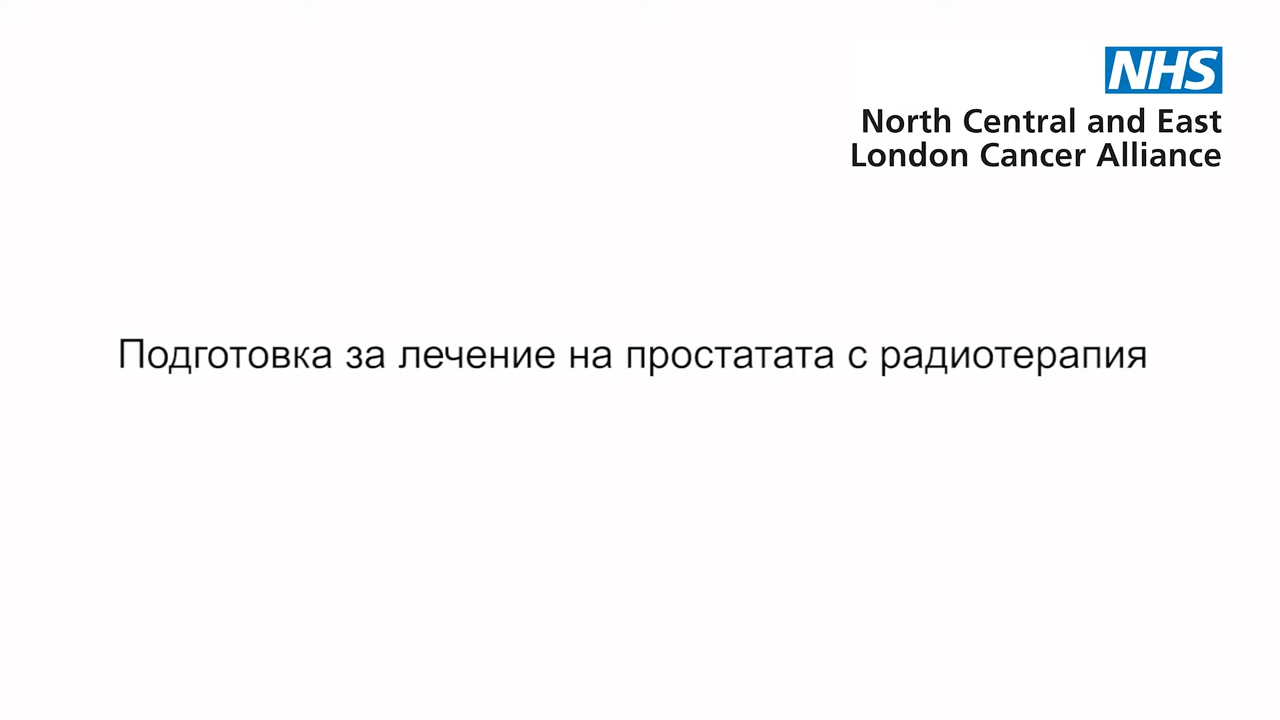 NHS
North Central and East
London Cancer Alliance
Подготовка за лечение на простатата с радиотерапия